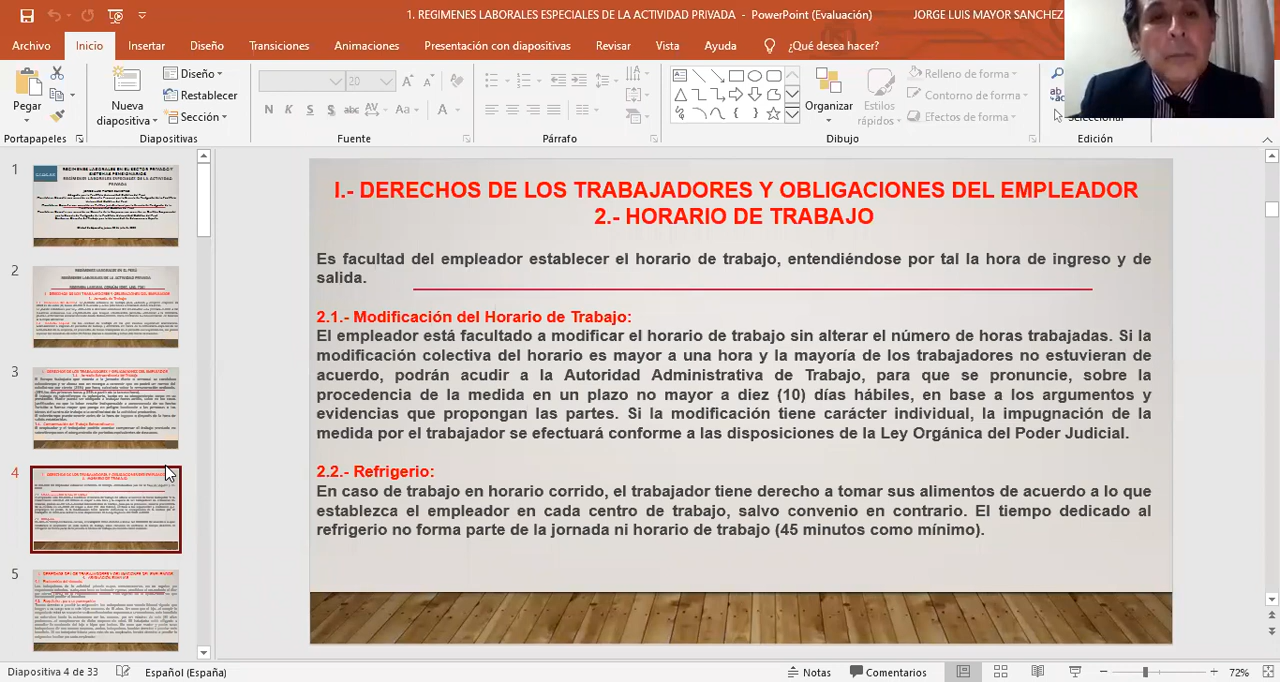 1. REGIMENES LABORALES ESPECIALES DE LA ACTIVIDAD PRIVADA - PowerPoint (Evaluación) JORGE LUIS MAYOR SANCHEZ
Archivo Inicio Insertar Diseño Transiciones Animaciones Presentación con diapositivas Revisar Vista Ayuda ¿Qué desea hacer?
Pegar
Nueva diapositiva
Diseño
Restablecer
Sección
20
N K S S abc AV Aa A
Organizar
Estilos rápidos
Relleno de forma
Contorno de forma
Efectos de forma
Seleccionar
Portapapeles Diapositivas Fuente Párrafo Dibujo Edición
1
2
3
4
5
I.- DERECHOS DE LOS TRABAJADORES Y OBLIGACIONES DEL EMPLEADOR
2.- HORARIO DE TRABAJO
Es facultad del empleador establecer el horario de trabajo, entendiéndose por tal la hora de ingreso y de
salida.
2.1.- Modificación del Horario de Trabajo:
El empleador está facultado a modificar el horario de trabajo sin alterar el número de horas trabajadas. Si la
modificación colectiva del horario es mayor a una hora y la mayoría de los trabajadores no estuvieran de
acuerdo, podrán acudir a la Autoridad Administrativa de Trabajo, para que se pronuncie, sobre la
procedencia de la medida en un plazo no mayor a diez (10) días hábiles, en base a los argumentos y
evidencias que propongan las partes. Si la modificación tiene carácter individual, la impugnación de la
medida por el trabajador se efectuará conforme a las disposiciones de la Ley Orgánica del Poder Judicial.
2.2.- Refrigerio:
En caso de trabajo en horario corrido, el trabajador tiene derecho a tomar sus alimentos de acuerdo a lo que
establezca el empleador en cada centro de trabajo, salvo convenio en contrario. El tiempo dedicado al
refrigerio no forma parte de la jornada ni horario de trabajo (45 minutos como mínimo).
Diapositiva 4 de 33 Español (España) Notas Comentarios 72%